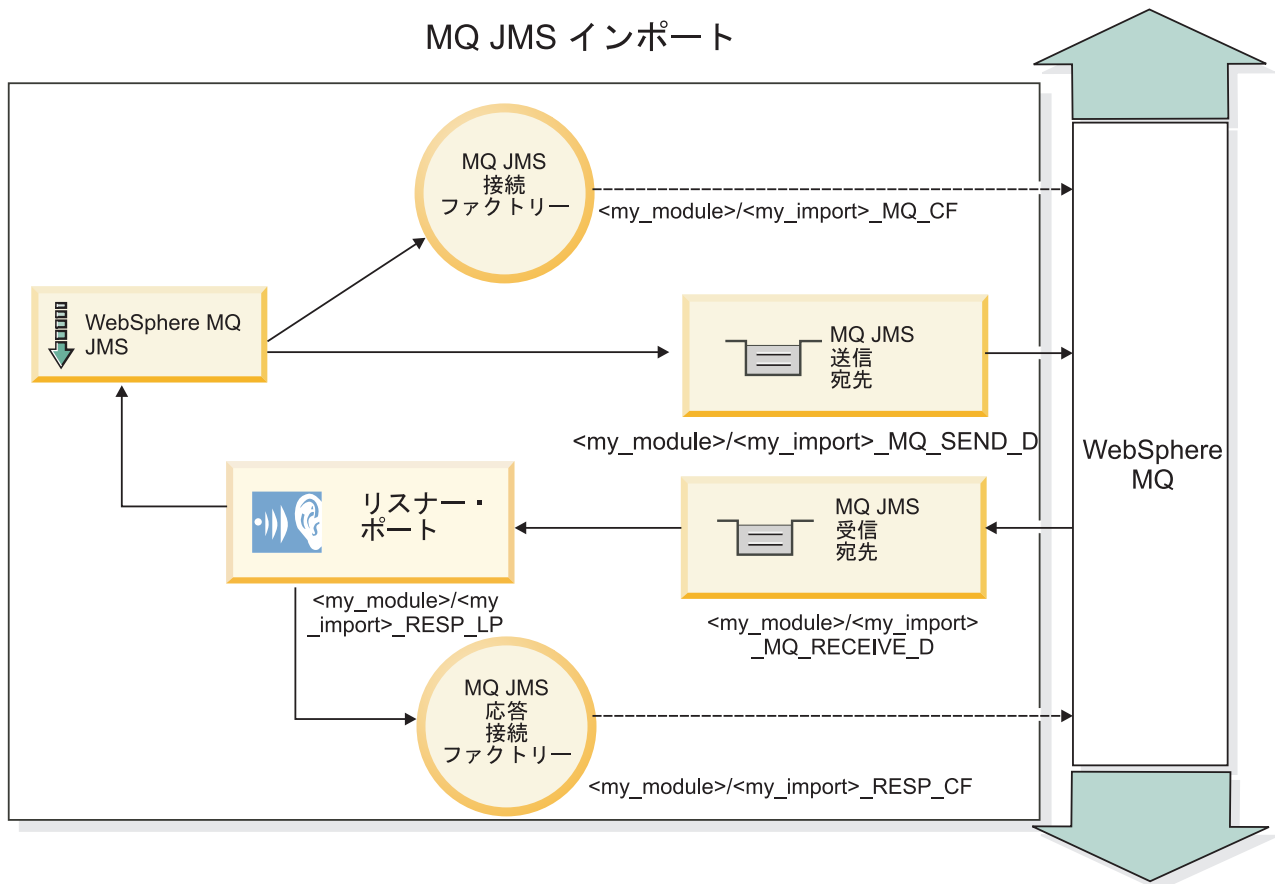 MQ JMS インポート
MQ JMS
接続
ファクトリー
<my_module>/<my_import>_MQ_CF
WebSphere MQ
JMS
MQ JMS
送信
宛先
<my_module>/<my_import>_MQ_SEND_D
WebSphere
MQ
リスナー・
ポート
MQ JMS
受信
宛先
<my_module>/<my
_import>_RESP_LP
<my_module>/<my_import>
_MQ_RECEIVE_D
MQ JMS
応答
接続
ファクトリー
<my_module>/<my_import>_RESP_CF